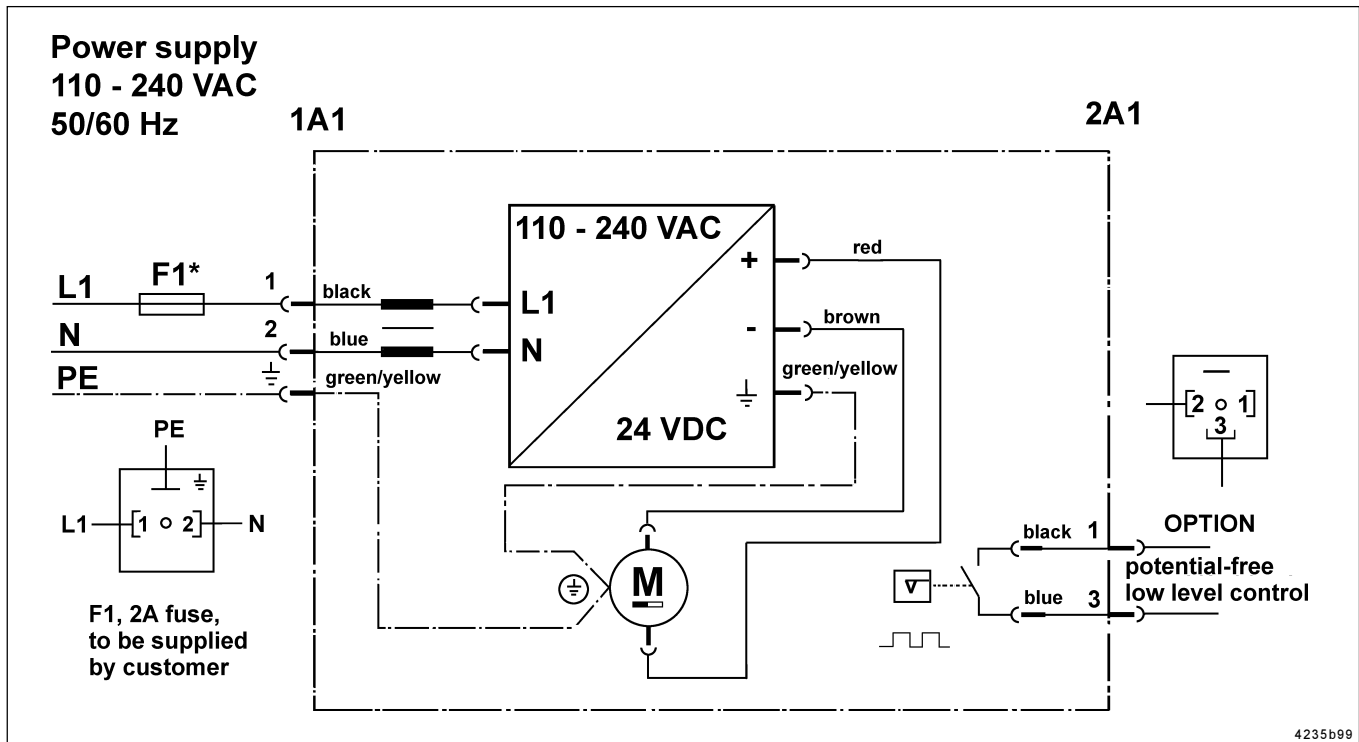 Power supply
110 - 240 VAC
50/60 Hz
1A1
2A1
110 - 240 VAC
+
red
L1
F1*
1
black
L1
-
brown
N
2
blue
N
PE
green/yellow
green/yellow
24 VDC
2 1
3
PE
L1
1 2
N
OPTION
black 1
potential-free
low level control
blue 3
M
F1, 2A fuse,
to be supplied
by customer
4235b99